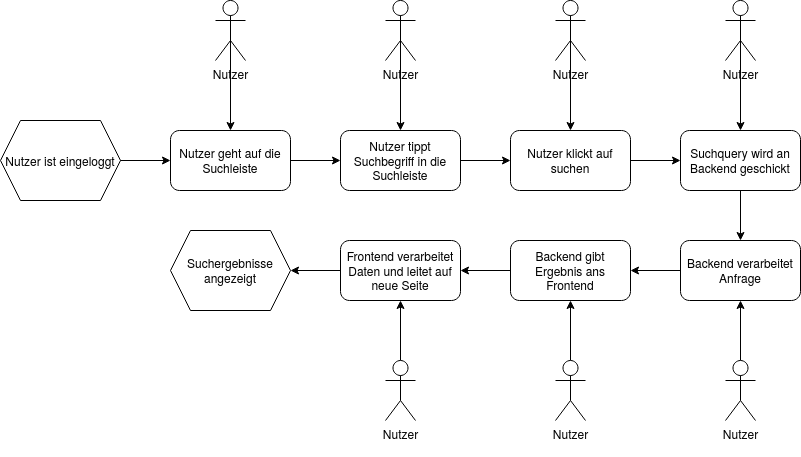 Nutzer
Nutzer
Nutzer
Nutzer
Nutzer ist eingeloggt
Nutzer geht auf die
Suchleiste
Nutzer tippt
Suchbegriff in die
Suchleiste
Nutzer klickt auf
suchen
Suchquery wird an
Backend geschickt
Suchergebnisse
angezeigt
Frontend verarbeitet
Daten und leitet auf
neue Seite
Backend gibt
Ergebnis ans
Frontend
Backend verarbeitet
Anfrage
Nutzer
Nutzer
Nutzer